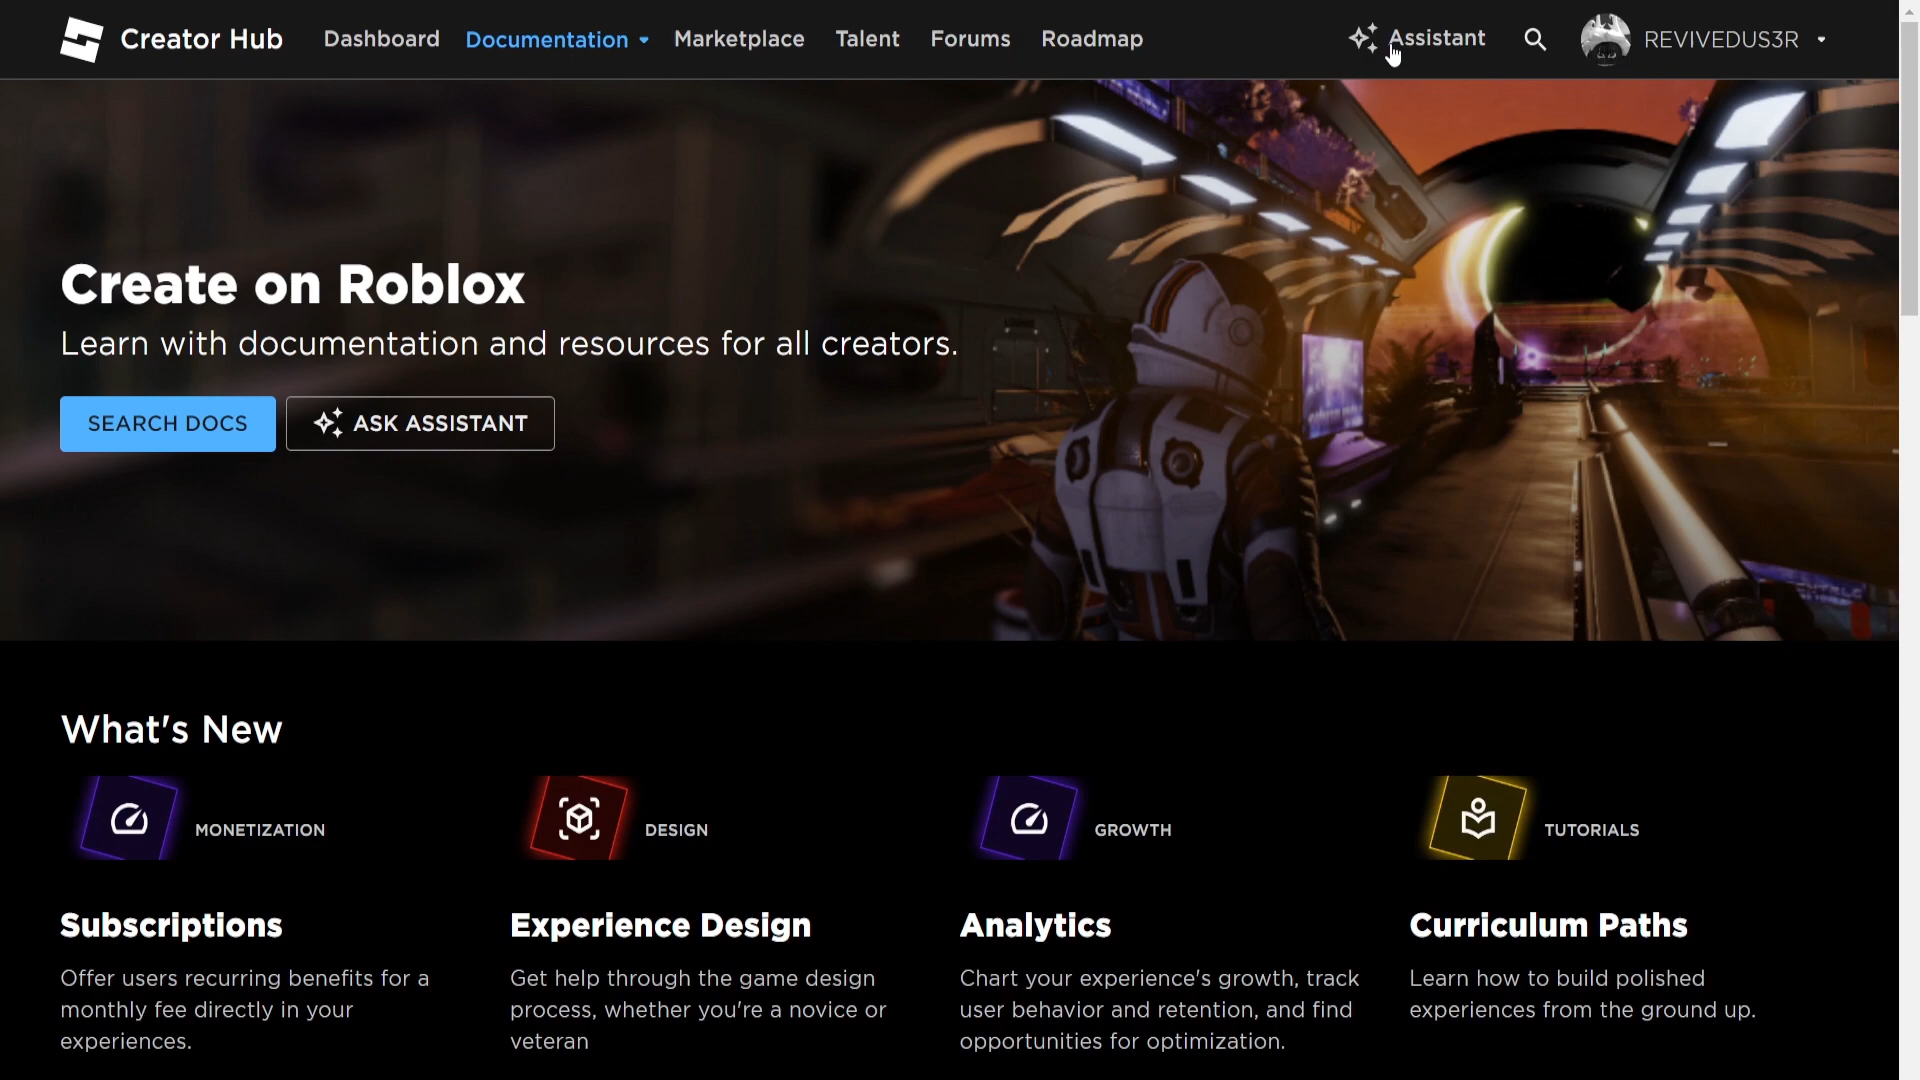 Creator Hub Dashboard Documentation Marketplace Talent Forums Roadmap Assistant REVIVEDUS3R
Create on Roblox
Learn with documentation and resources for all creators.
SEARCH DOCS ASK ASSISTANT
What's New
MONETIZATION
Subscriptions
Offer users recurring benefits for a
monthly fee directly in your
experiences.
DESIGN
Experience Design
Get help through the game design
process, whether you're a novice or
veteran
GROWTH
Analytics
Chart your experience's growth, track
user behavior and retention, and find
opportunities for optimization.
TUTORIALS
Curriculum Paths
Learn how to build polished
experiences from the ground up.